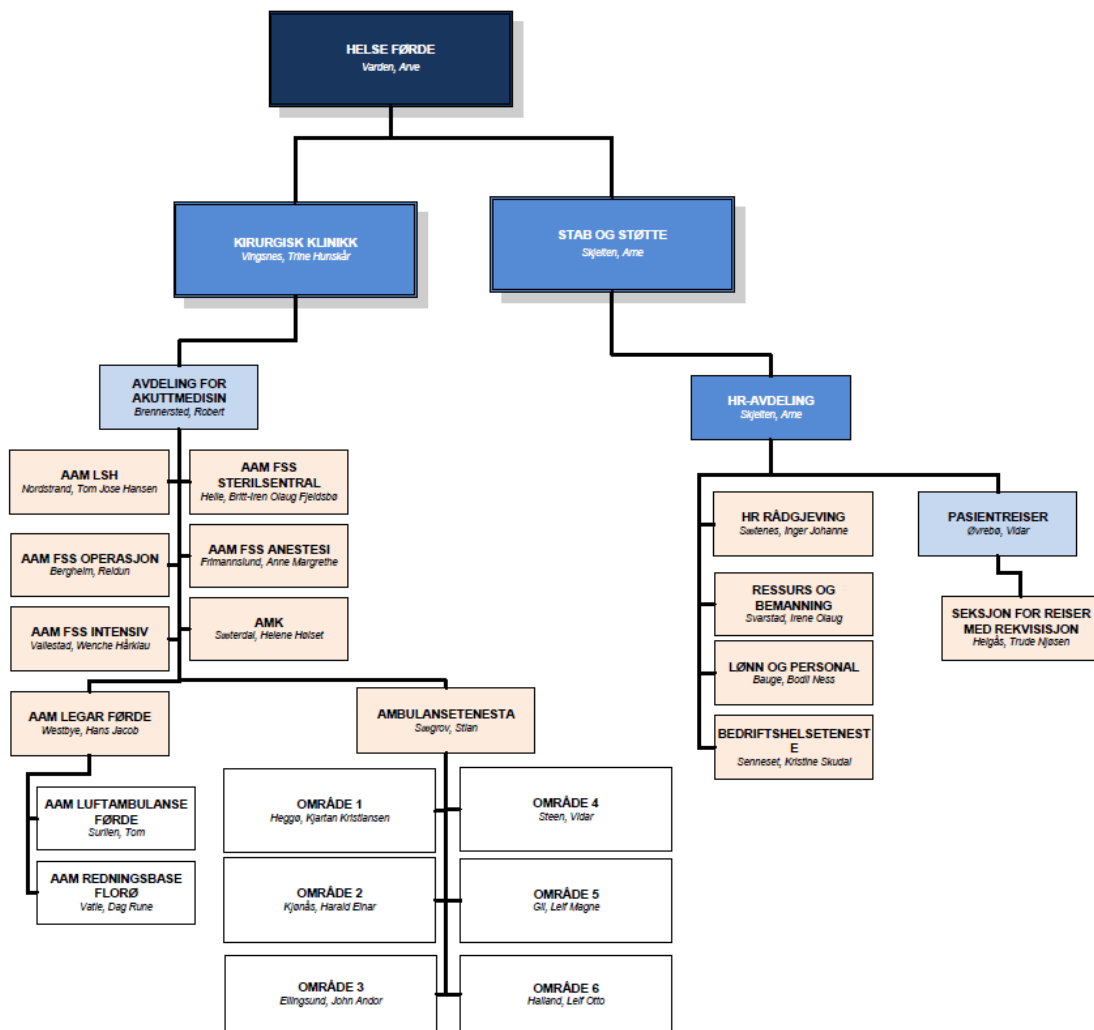 HELSE FØRDE
Varden, Arve
KIRURGISK KLINIKK
Vingsnes, Trine Hunskår
STAB OG STØTTE
Skjelten, Arne
AVDELING FOR
AKUTTMEDISIN
Brennersted, Robert
HR-AVDELING
Skjelten, Arne
AAM LSH
Nordstrand, Tom Jose Hansen
AAM FSS
STERILSENTRAL
Helle, Britt-Iren Olaug Fjeldsbø
AAM FSS OPERASJON
Bergheim, Reidun
AAM FSS ANESTESI
Frimannslund, Anne Margrethe
AAM FSS INTENSIV
Vallestad, Wenche Hårklau
AMK
Sæterdal, Helene Hølset
HR RÅDGJEVING
Sætenes, Inger Johanne
PASIENTREISER
Øvrebø, Vidar
RESSURS OG
BEMANNING
Svarstad, Irene Olaug
SEKSJON FOR REISER
MED REKVISISJON
Helgås, Trude Njøsen
LØNN OG PERSONAL
Bauge, Bodil Ness
BEDRIFTSHELSETENEST
E
Senneset, Kristine Skudal
AAM LEGAR FØRDE
Westbye, Hans Jacob
AMBULANSETENESTA
Sægrov, Stian
AAM LUFTAMBULANSE
FØRDE
Surlien, Tom
AAM REDNINGSBASE
FLORØ
Vatle, Dag Rune
OMRÅDE 1
Heggø, Kjartan Kristiansen
OMRÅDE 4
Steen, Vidar
OMRÅDE 2
Kjønås, Harald Einar
OMRÅDE 5
Gil, Leif Magne
OMRÅDE 3
Ellingsund, John Andor
OMRÅDE 6
Halland, Leif Otto